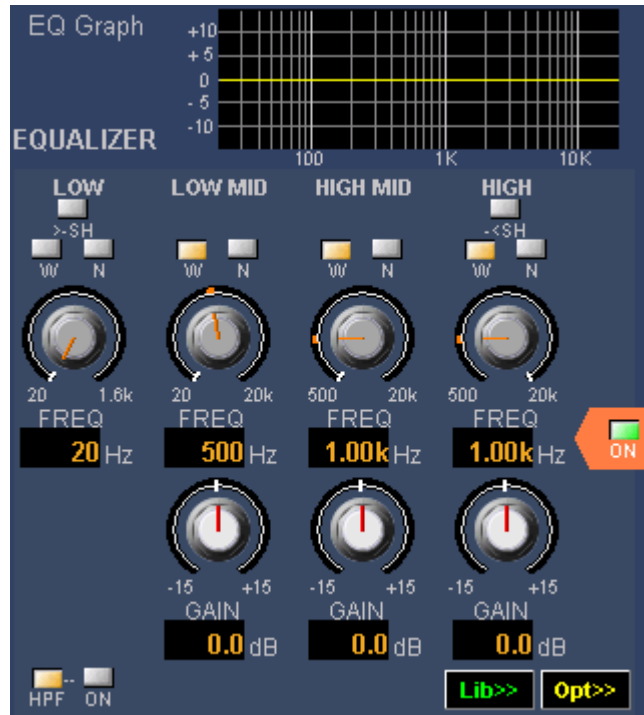 EQ Graph
+10
+ 5
0
- 5
-10
EQUALIZER
100 1K 10K
LOW LOW MID HIGH MID HIGH
>-SH -<SH
W N W N W N W N
20 1.6k 20 20k 500 20k 500 20k
FREQ FREQ FREQ FREQ
20 Hz 500 Hz 1.00k Hz 1.00k Hz
ON
-15 +15 -15 +15 -15 +15
GAIN GAIN GAIN
0.0 dB 0.0 dB 0.0 dB
HPF -- ON
Lib>> Opt>>